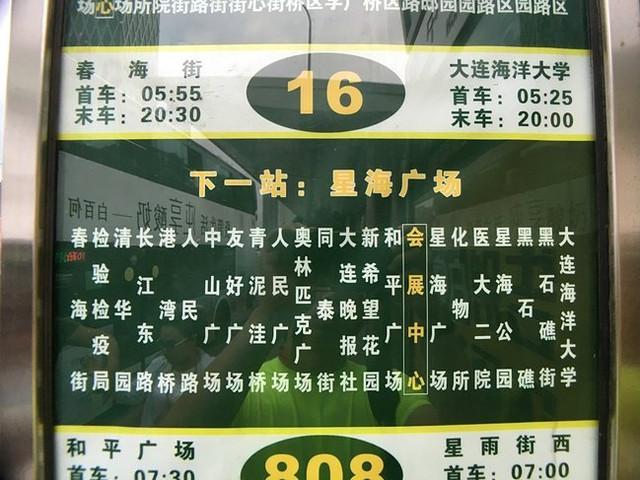 春海街
首车：05:55
末车：20:30
16
大连海洋大学
首车：05:25
末车：20:00
下一站：星海广场
春海街
检验检疫局
清华园
长江东路
港湾桥
人民路
中山广场
友好广场
青泥洼桥
人民广场
奥林匹克广场
同泰街
大连晚报社
新希望花园
和平广场
会展中心
星海广场
化物所
医大二院
星海公园
黑石礁
黑石礁街
大连海洋大学
和平广场
首车：07:30
808
星雨街西
首车：07:00